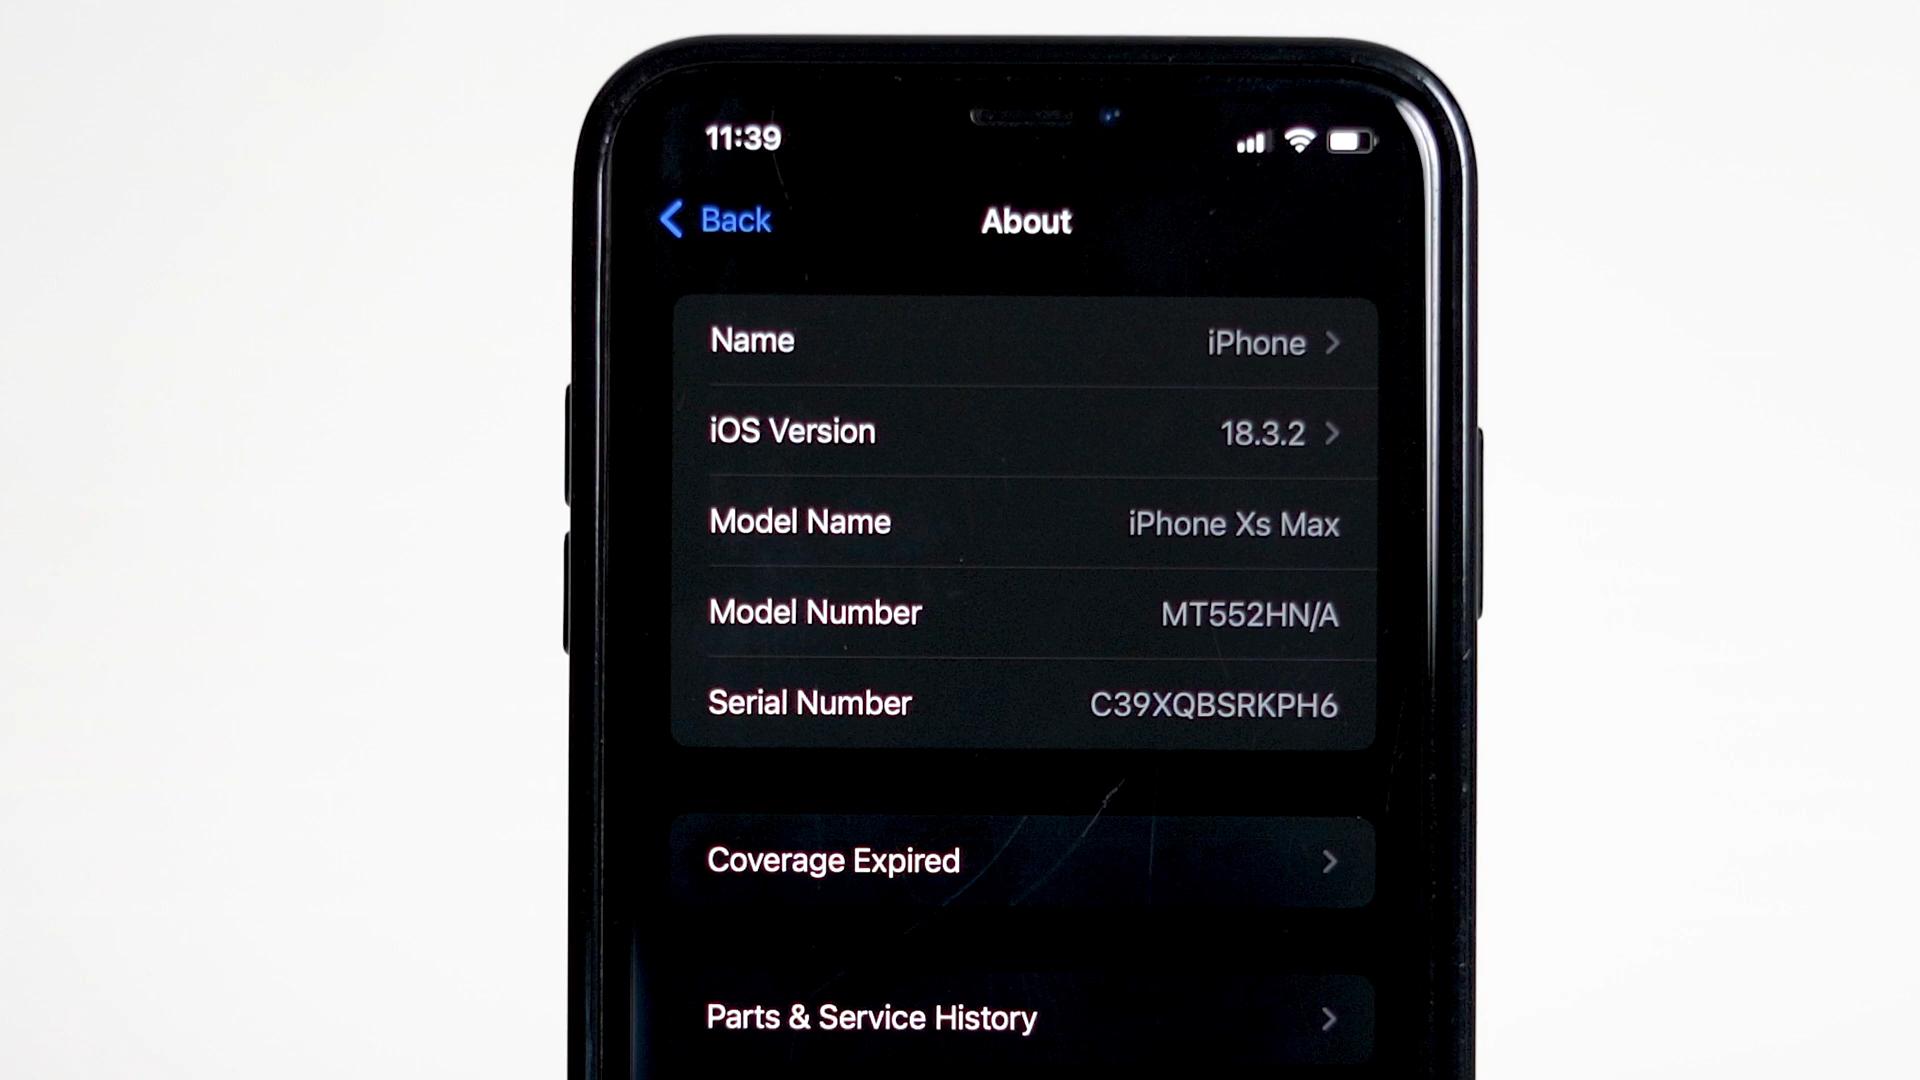 11:39
Back
About
Name iPhone
iOS Version 18.3.2
Model Name iPhone Xs Max
Model Number MT552HN/A
Serial Number C39XQBSRKPH6
Coverage Expired
Parts & Service History